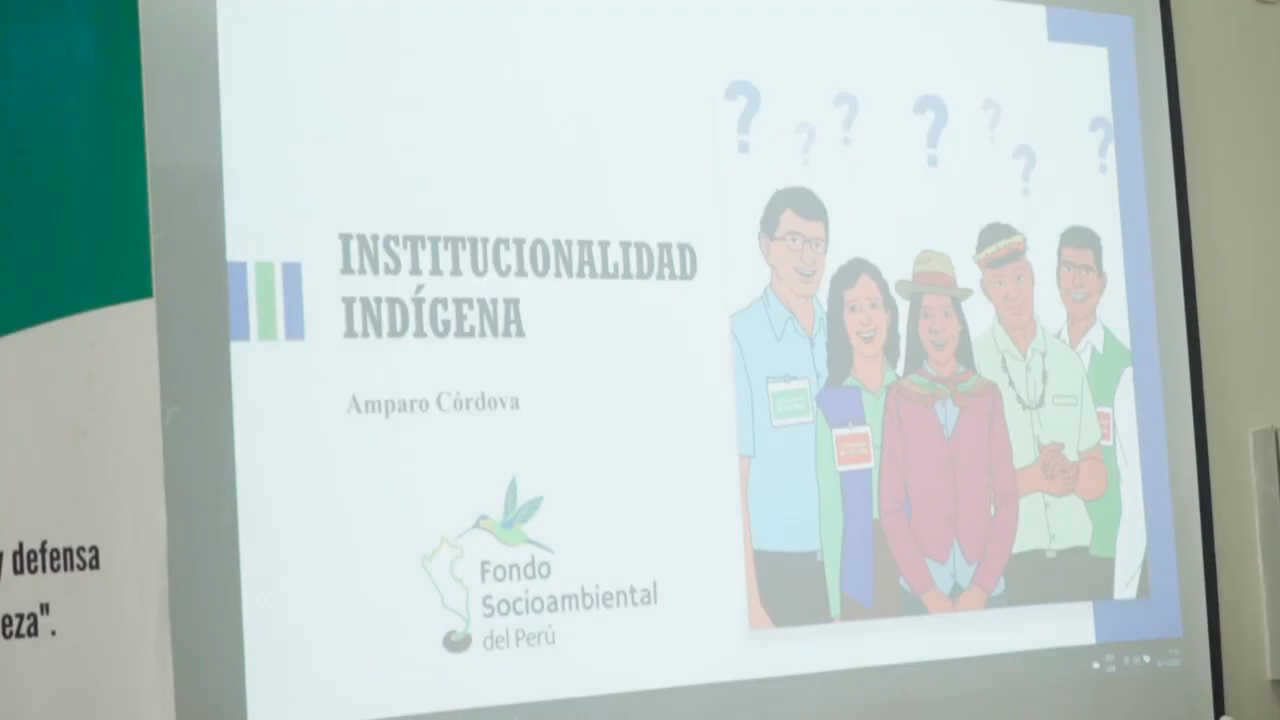 INSTITUCIONALIDAD
INDÍGENA
Amparo Córdova
Fondo
Socioambiental
del Perú
y defensa
eza".
? ? ? ? ? ? ?